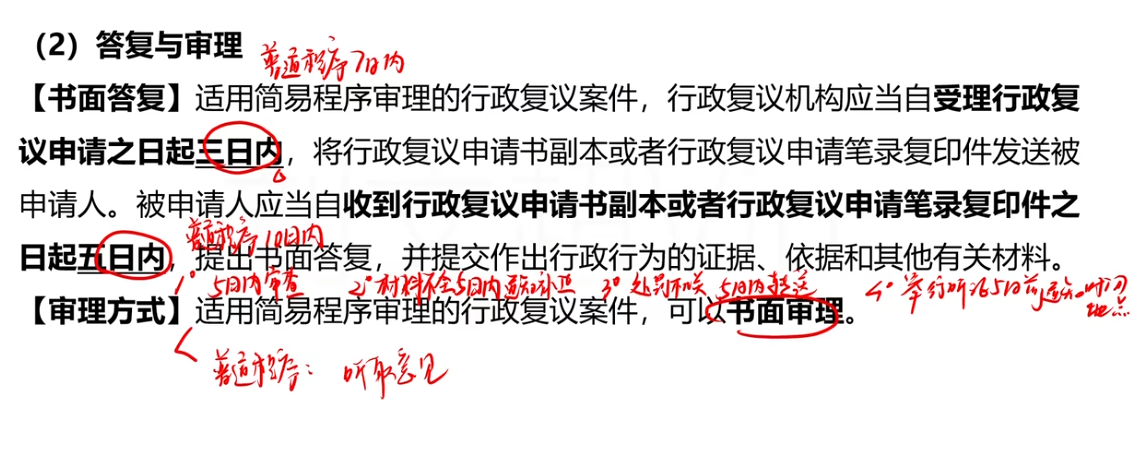 （2）答复与审理
普通程序7日内
【书面答复】适用简易程序审理的行政复议案件，行政复议机构应当自受理行政复
议申请之日起三日内，将行政复议申请书副本或者行政复议申请笔录复印件发送被
申请人。被申请人应当自收到行政复议申请书副本或者行政复议申请笔录复印件之
普通程序10日内
日起五日内，提出书面答复，并提交作出行政行为的证据、依据和其他有关材料。
1° 5日内审查 2° 材料不全5日内通知补正 3° 处罚机关 5日内转送 4° 举行听证5日前通知时间地点
【审理方式】适用简易程序审理的行政复议案件，可以书面审理。
普通程序：听取意见